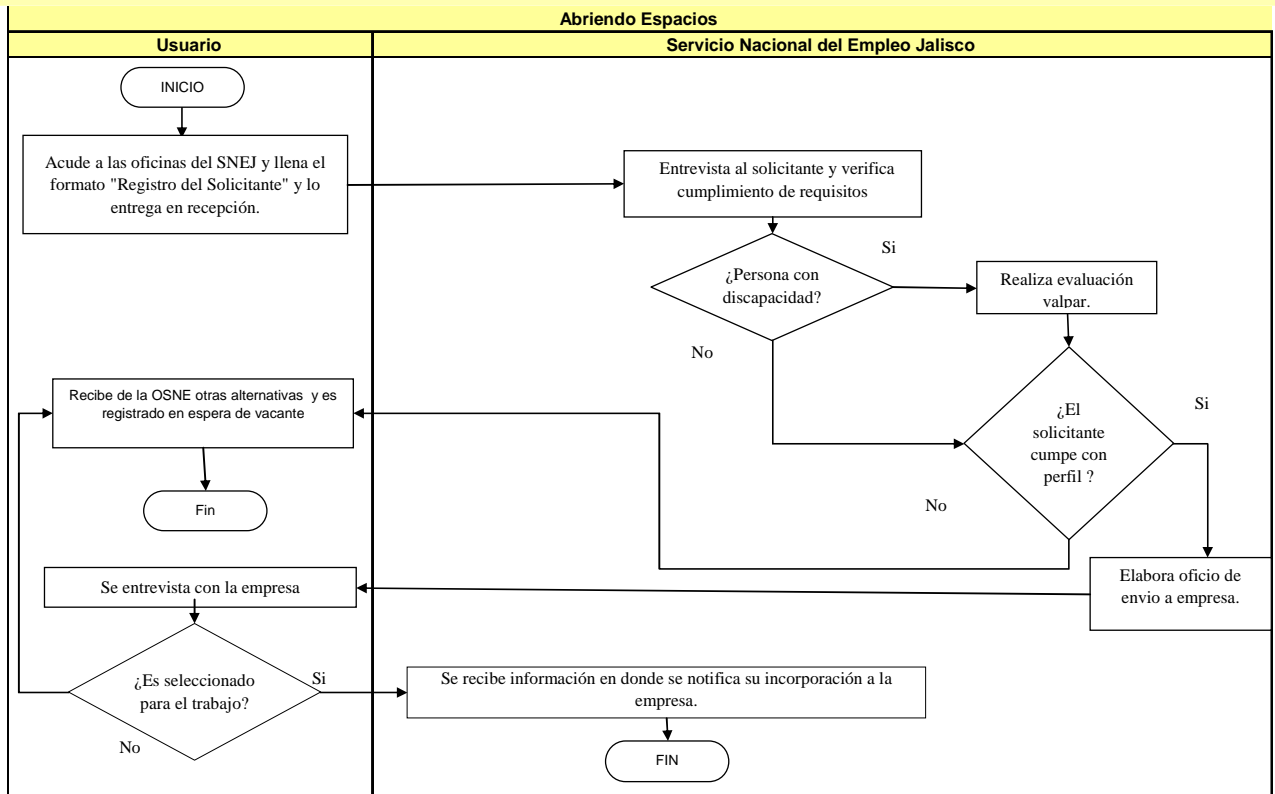 Abriendo Espacios
Usuario
Servicio Nacional del Empleo Jalisco
INICIO
Acude a las oficinas del SNEJ y llena el
formato "Registro del Solicitante" y lo
entrega en recepción.
Entrevista al solicitante y verifica
cumplimiento de requisitos
¿Persona con
discapacidad?
Si
No
Realiza evaluación
valpar.
¿El
solicitante
cumpe con
perfil ?
Si
No
Recibe de la OSNE otras alternativas y es
registrado en espera de vacante
Fin
Elabora oficio de
envio a empresa.
Se entrevista con la empresa
¿Es seleccionado
para el trabajo?
Si
No
Se recibe información en donde se notifica su incorporación a la
empresa.
FIN